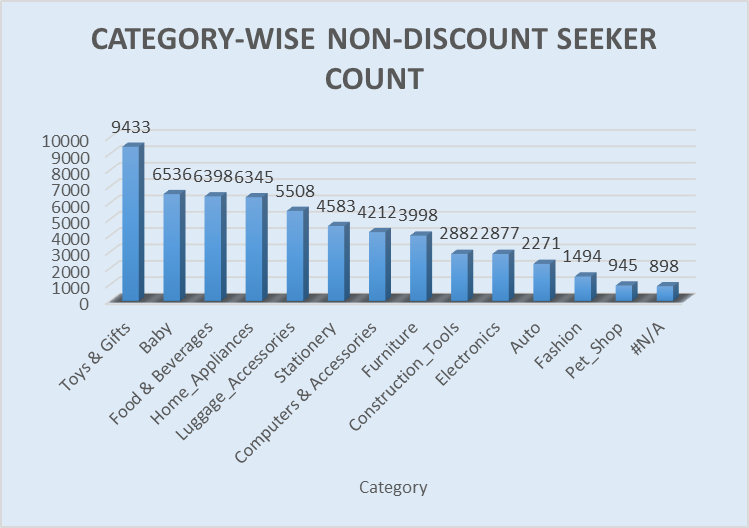 CATEGORY-WISE NON-DISCOUNT SEEKER
COUNT
9433
6536 6398 6345
5508
4583 4212 3998
2882 2877
2271
1494
945 898
10000
9000
8000
7000
6000
5000
4000
3000
2000
1000
0
Toys & Gifts
Baby
Food & Beverages
Home_Appliances
Luggage_Accessories
Stationery
Computers & Accessories
Furniture
Construction_Tools
Electronics
Auto
Fashion
Pet_Shop
#N/A
Category